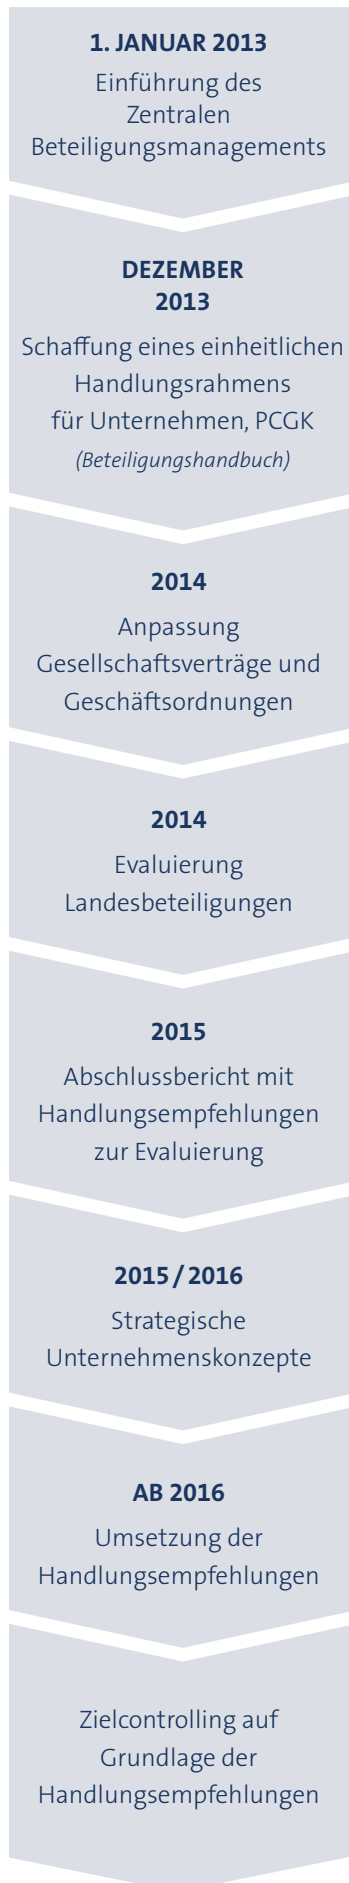 1. JANUAR 2013
Einführung des
Zentralen
Beteiligungsmanagements
DEZEMBER
2013
Schaffung eines einheitlichen
Handlungsrahmens
für Unternehmen, PCGK
(Beteiligungshandbuch)
2014
Anpassung
Gesellschaftsverträge und
Geschäftsordnungen
2014
Evaluierung
Landesbeteiligungen
2015
Abschlussbericht mit
Handlungsempfehlungen
zur Evaluierung
2015 / 2016
Strategische
Unternehmenskonzepte
AB 2016
Umsetzung der
Handlungsempfehlungen
Zielcontrolling auf
Grundlage der
Handlungsempfehlungen